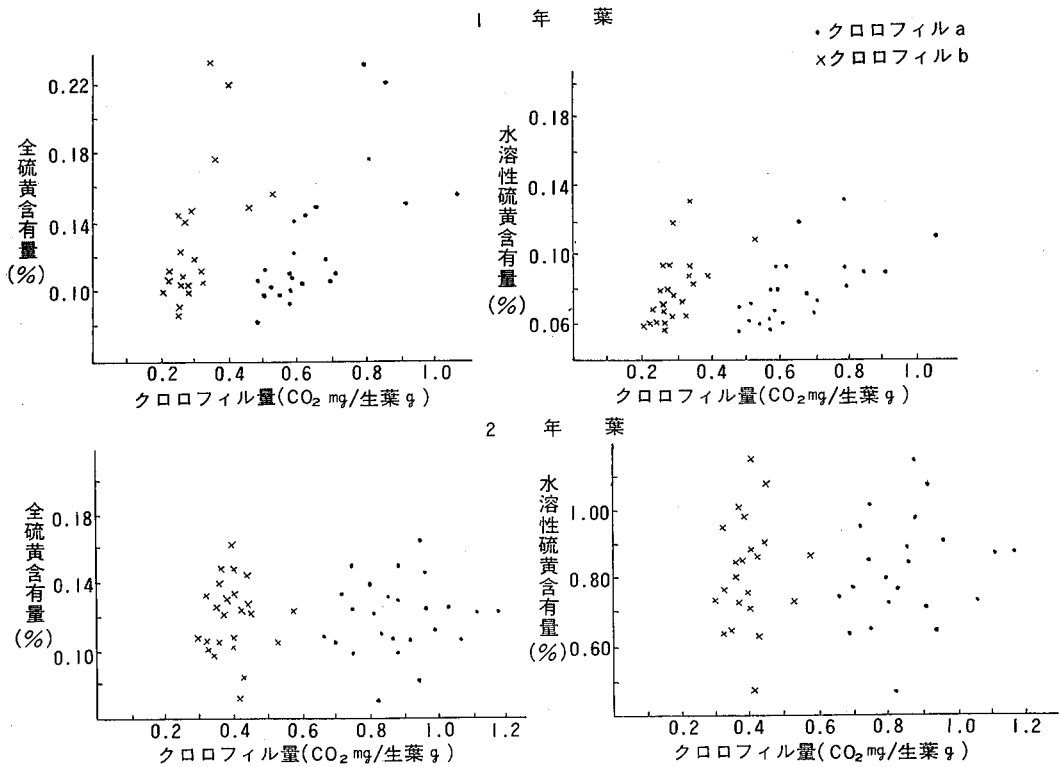 1 年 葉
・クロロフィル a
×クロロフィル b
全硫黄含有量(%)
0.22
0.18
0.14
0.10
0.2 0.4 0.6 0.8 1.0
クロロフィル量(CO₂ mg/生葉 g)
水溶性硫黄含有量(%)
0.18
0.14
0.10
0.06
0.2 0.4 0.6 0.8 1.0
クロロフィル量(CO₂mg/生葉 g)
2 年 葉
全硫黄含有量(%)
0.18
0.14
0.10
0.2 0.4 0.6 0.8 1.0 1.2
クロロフィル量(CO₂ mg/生葉 g)
水溶性硫黄含有量(%)
1.00
0.80
0.60
0.2 0.4 0.6 0.8 1.0 1.2
クロロフィル量(CO₂ mg/生葉 g)